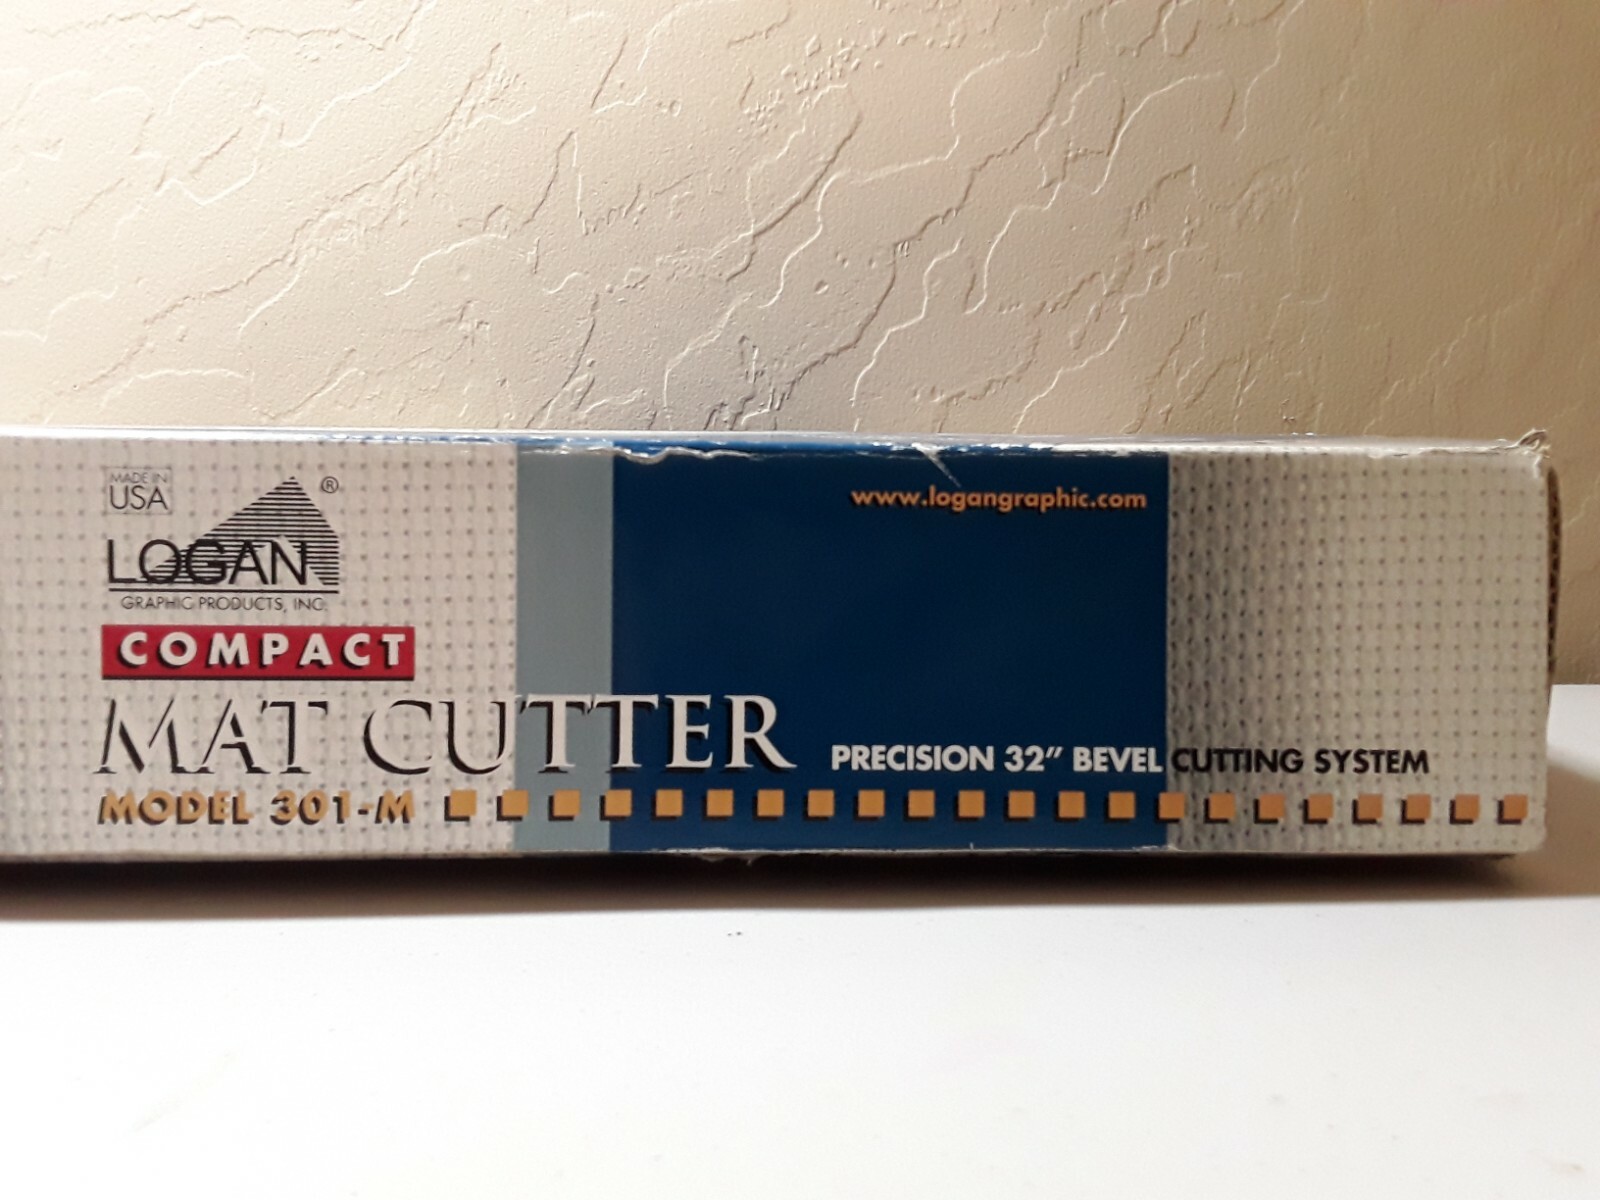 MADE IN
USA
®
LOGAN
GRAPHIC PRODUCTS, INC.
COMPACT
MAT CUTTER
MODEL 301-M
www.logangraphic.com
PRECISION 32" BEVEL CUTTING SYSTEM